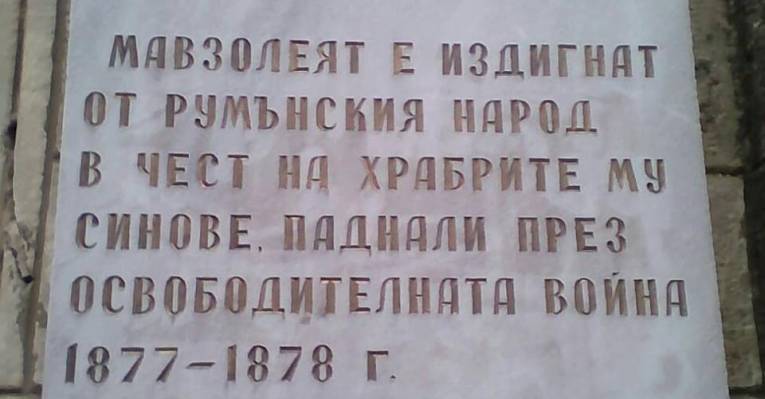 МАВЗОЛЕЯТ Е ИЗДИГНАТ
ОТ РУМЪНСКИЯ НАРОД
В ЧЕСТ НА ХРАБРИТЕ МУ
СИНОВЕ, ПАДНАЛИ ПРЕЗ
ОСВОБОДИТЕЛНАТА ВОЙНА
1877-1878 Г.